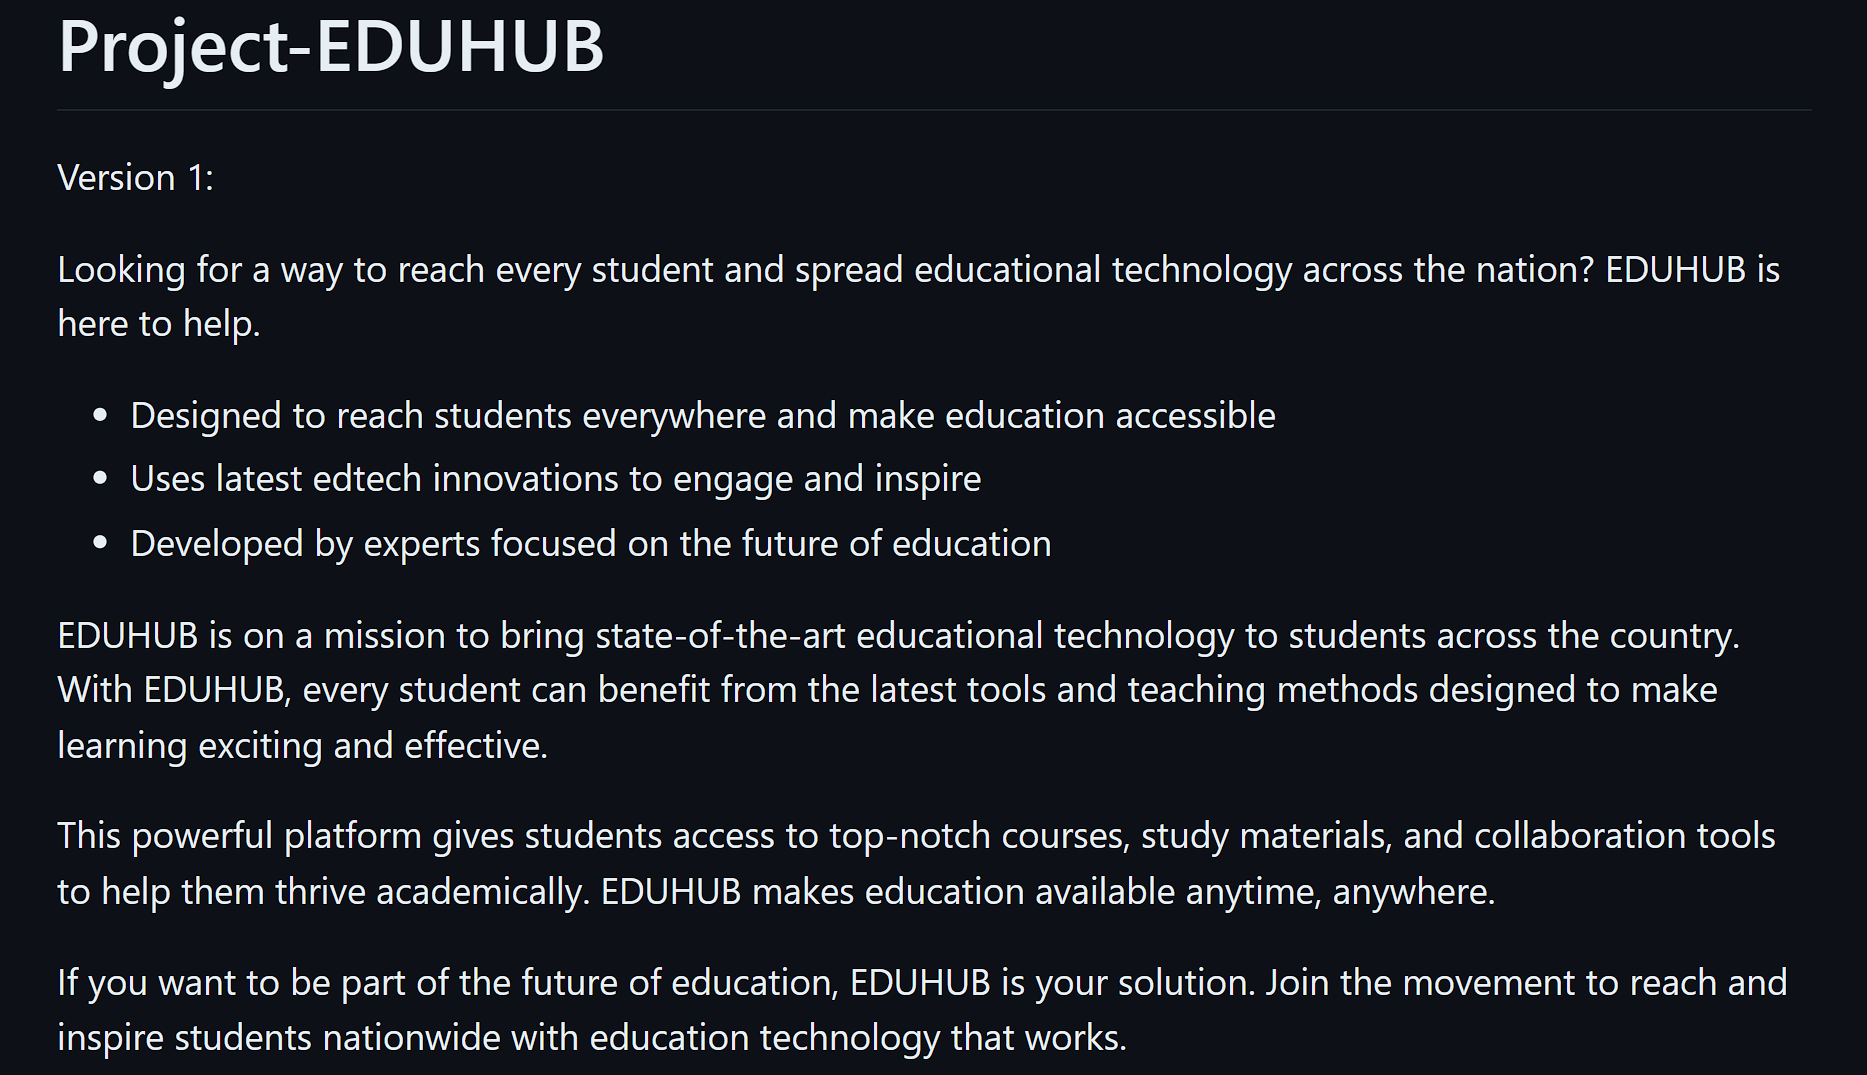 Project-EDUHUB
Version 1:
Looking for a way to reach every student and spread educational technology across the nation? EDUHUB is
here to help.
• Designed to reach students everywhere and make education accessible
• Uses latest edtech innovations to engage and inspire
• Developed by experts focused on the future of education
EDUHUB is on a mission to bring state-of-the-art educational technology to students across the country.
With EDUHUB, every student can benefit from the latest tools and teaching methods designed to make
learning exciting and effective.
This powerful platform gives students access to top-notch courses, study materials, and collaboration tools
to help them thrive academically. EDUHUB makes education available anytime, anywhere.
If you want to be part of the future of education, EDUHUB is your solution. Join the movement to reach and
inspire students nationwide with education technology that works.